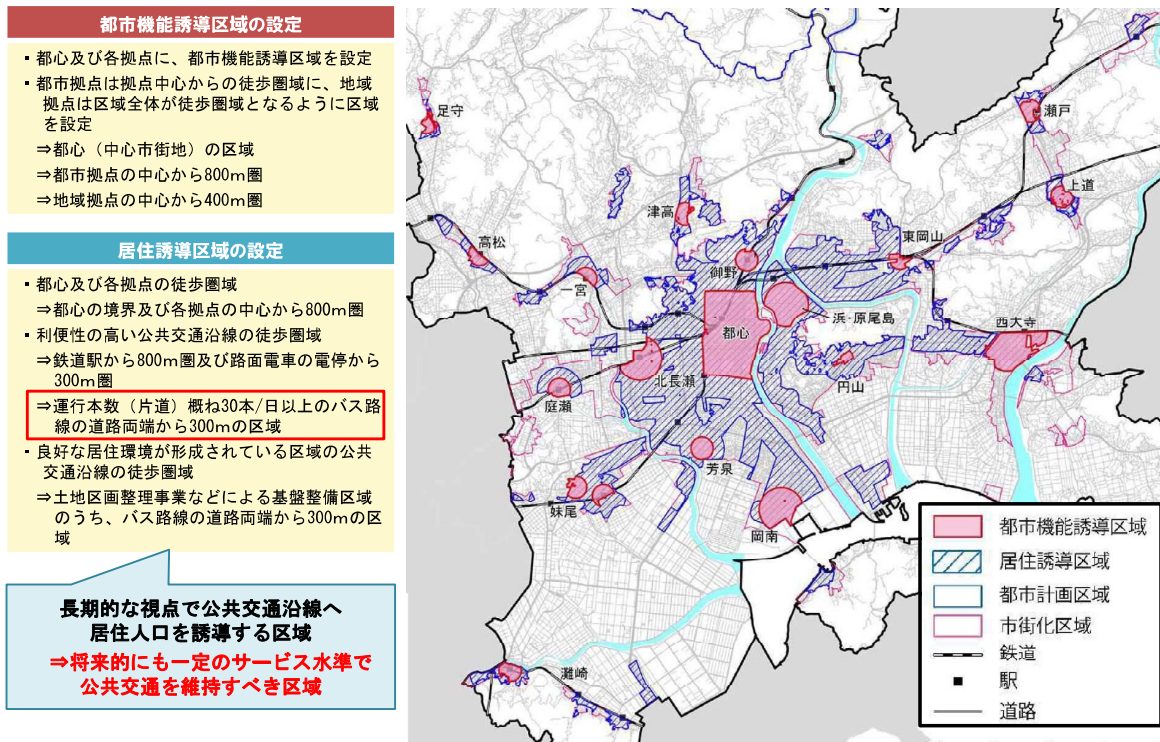 都市機能誘導区域の設定
▪ 都心及び各拠点に、都市機能誘導区域を設定
▪ 都市拠点は拠点中心からの徒歩圏域に、地域
拠点は区域全体が徒歩圏域となるように区域
を設定
⇒都心（中心市街地）の区域
⇒都市拠点の中心から800ｍ圏
⇒地域拠点の中心から400ｍ圏
居住誘導区域の設定
▪ 都心及び各拠点の徒歩圏域
⇒都心の境界及び各拠点の中心から800ｍ圏
▪ 利便性の高い公共交通沿線の徒歩圏域
⇒鉄道駅から800ｍ圏及び路面電車の電停から
300ｍ圏
⇒運行本数（片道）概ね30本/日以上のバス路
線の道路両端から300ｍの区域
▪ 良好な居住環境が形成されている区域の公共
交通沿線の徒歩圏域
⇒土地区画整理事業などによる基盤整備区域
のうち、バス路線の道路両端から300ｍの区
域
長期的な視点で公共交通沿線へ
居住人口を誘導する区域
⇒将来的にも一定のサービス水準で
公共交通を維持すべき区域
足守
瀬戸
上道
津高
高松
東岡山
御野
一宮
浜・原尾島
都心
西大寺
北長瀬
円山
庭瀬
芳泉
妹尾
岡南
灘崎
都市機能誘導区域
居住誘導区域
都市計画区域
市街化区域
鉄道
駅
道路